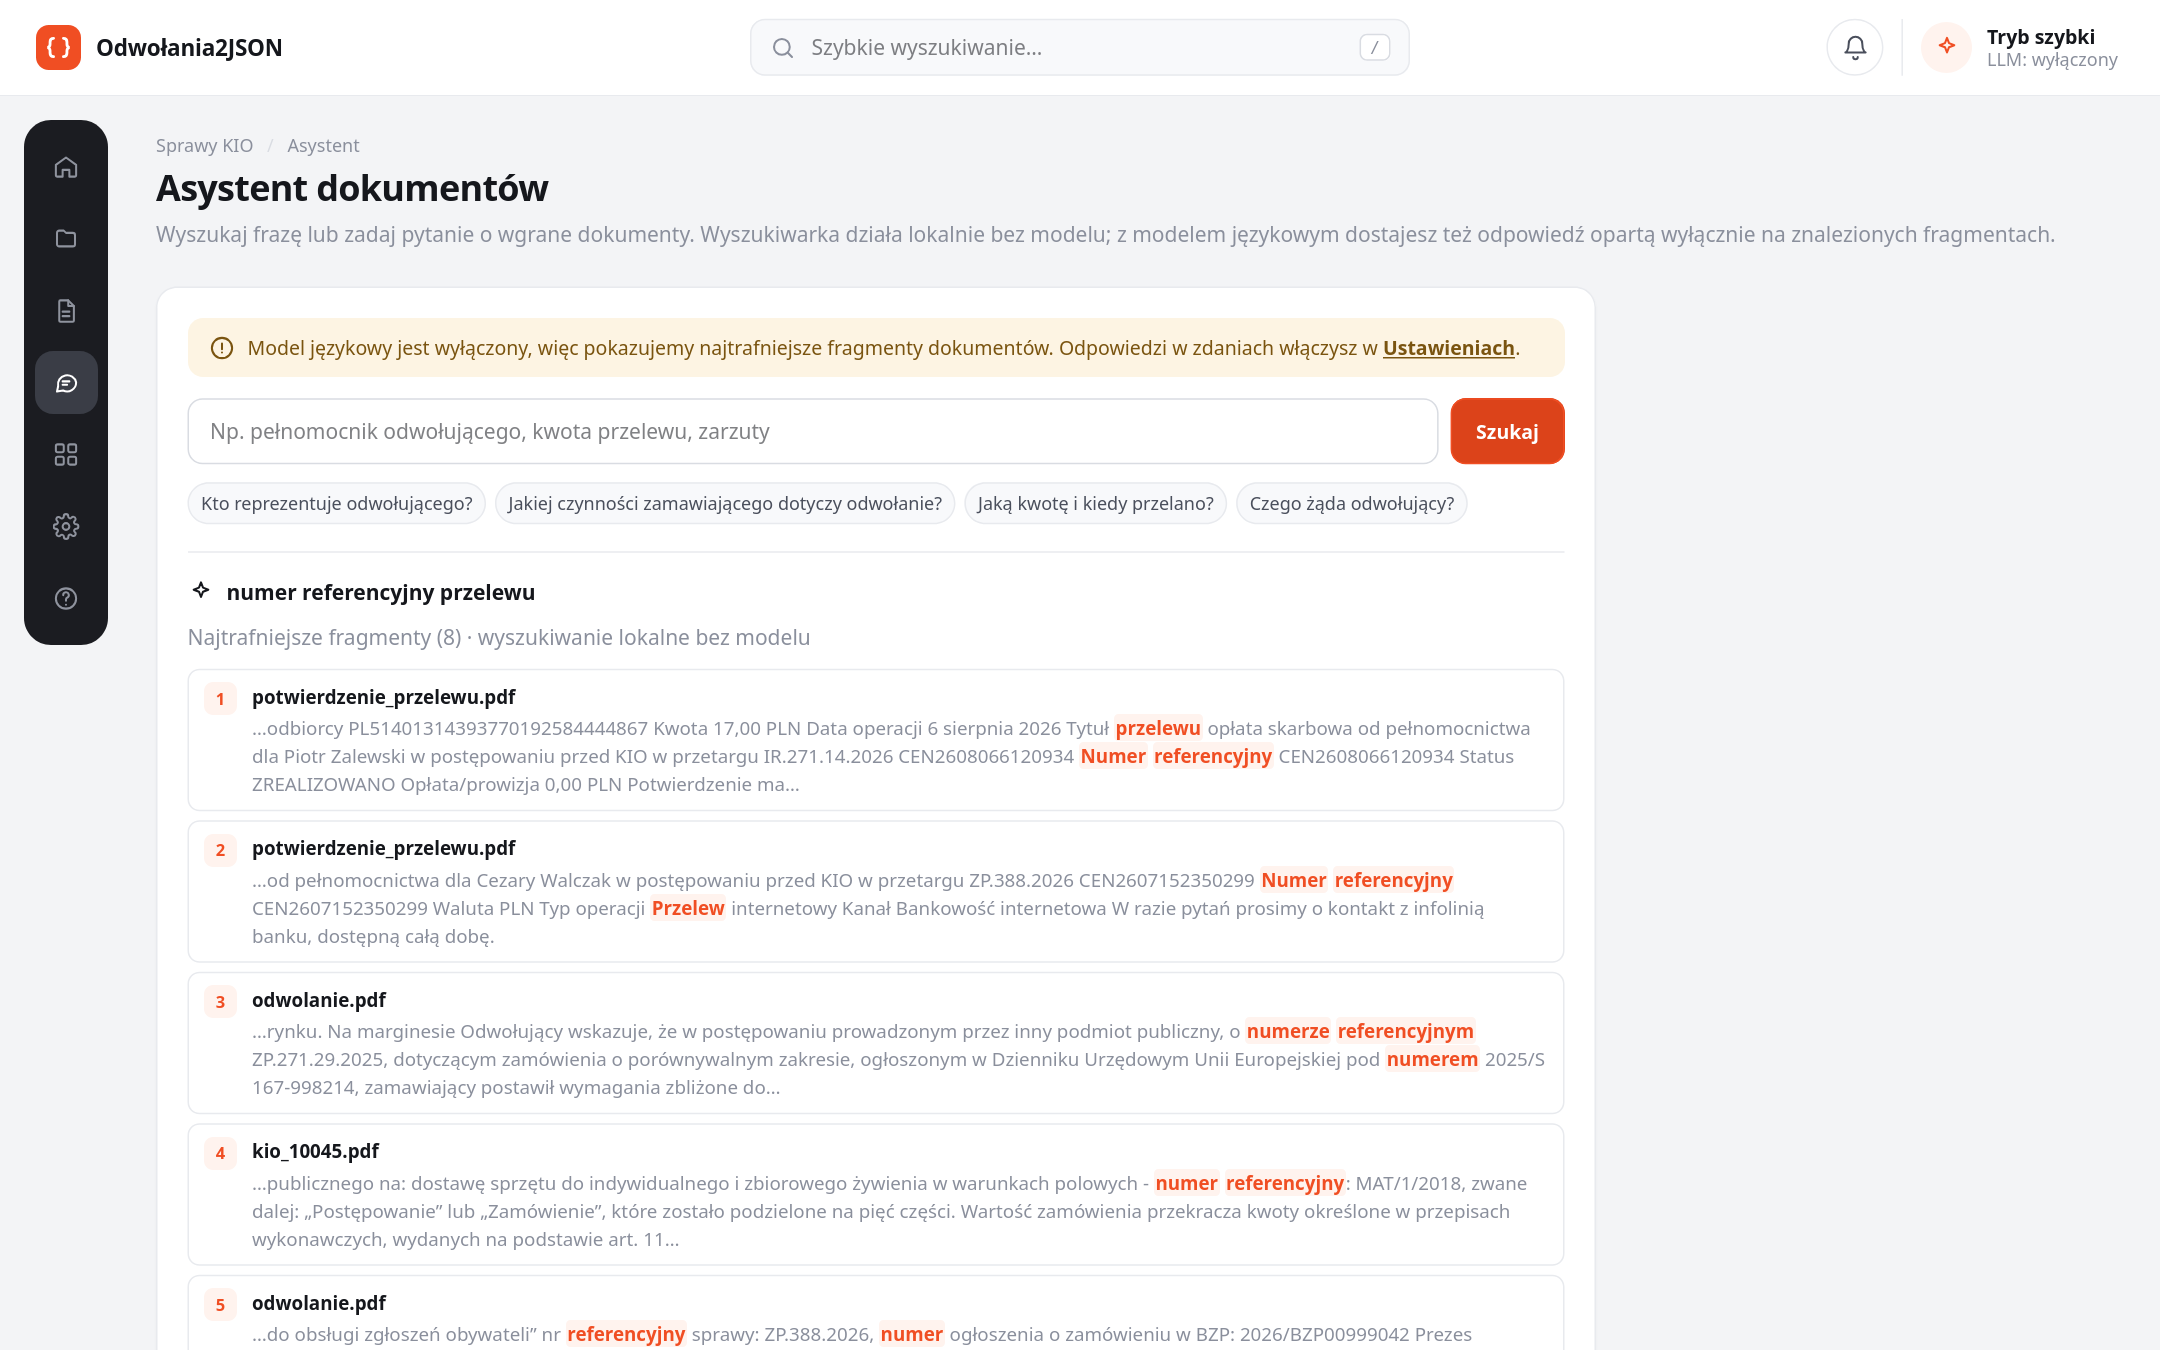 Odwołania2JSON
Szybkie wyszukiwanie...
/
Tryb szybki
LLM: wyłączony
Sprawy KIO / Asystent
Asystent dokumentów
Wyszukaj frazę lub zadaj pytanie o wgrane dokumenty. Wyszukiwarka działa lokalnie bez modelu; z modelem językowym dostajesz też odpowiedź opartą wyłącznie na znalezionych fragmentach.
Model językowy jest wyłączony, więc pokazujemy najtrafniejsze fragmenty dokumentów. Odpowiedzi w zdaniach włączysz w Ustawieniach.
Np. pełnomocnik odwołującego, kwota przelewu, zarzuty
Szukaj
Kto reprezentuje odwołującego?
Jakiej czynności zamawiającego dotyczy odwołanie?
Jaką kwotę i kiedy przelano?
Czego żąda odwołujący?
numer referencyjny przelewu
Najtrafniejsze fragmenty (8) · wyszukiwanie lokalne bez modelu
1
potwierdzenie_przelewu.pdf
...odbiorcy PL51401314393770192584444867 Kwota 17,00 PLN Data operacji 6 sierpnia 2026 Tytuł przelewu opłata skarbowa od pełnomocnictwa
dla Piotr Zalewski w postępowaniu przed KIO w przetargu IR.271.14.2026 CEN2608066120934 Numer referencyjny CEN2608066120934 Status
ZREALIZOWANO Opłata/prowizja 0,00 PLN Potwierdzenie ma...
2
potwierdzenie_przelewu.pdf
...od pełnomocnictwa dla Cezary Walczak w postępowaniu przed KIO w przetargu ZP.388.2026 CEN2607152350299 Numer referencyjny
CEN2607152350299 Waluta PLN Typ operacji Przelew internetowy Kanał Bankowość internetowa W razie pytań prosimy o kontakt z infolinią
banku, dostępną całą dobę.
3
odwolanie.pdf
...rynku. Na marginesie Odwołujący wskazuje, że w postępowaniu prowadzonym przez inny podmiot publiczny, o numerze referencyjnym
ZP.271.29.2025, dotyczącym zamówienia o porównywalnym zakresie, ogłoszonym w Dzienniku Urzędowym Unii Europejskiej pod numerem 2025/S
167-998214, zamawiający postawił wymagania zbliżone do...
4
kio_10045.pdf
...publicznego na: dostawę sprzętu do indywidualnego i zbiorowego żywienia w warunkach polowych - numer referencyjny: MAT/1/2018, zwane
dalej: „Postępowanie” lub „Zamówienie”, które zostało podzielone na pięć części. Wartość zamówienia przekracza kwoty określone w przepisach
wykonawczych, wydanych na podstawie art. 11...
5
odwolanie.pdf
...do obsługi zgłoszeń obywateli” nr referencyjny sprawy: ZP.388.2026, numer ogłoszenia o zamówieniu w BZP: 2026/BZP00999042 Prezes